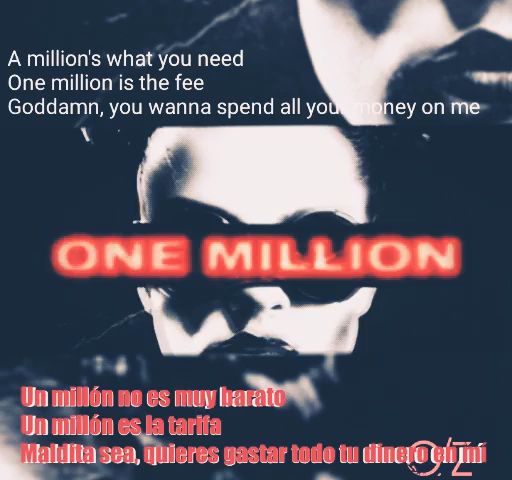 A million's what you need
One million is the fee
Goddamn, you wanna spend all your money on me
ONE MILLION
Un millón no es muy barato
Un millón es la tarifa
Maldita sea, quieres gastar todo tu dinero en mí